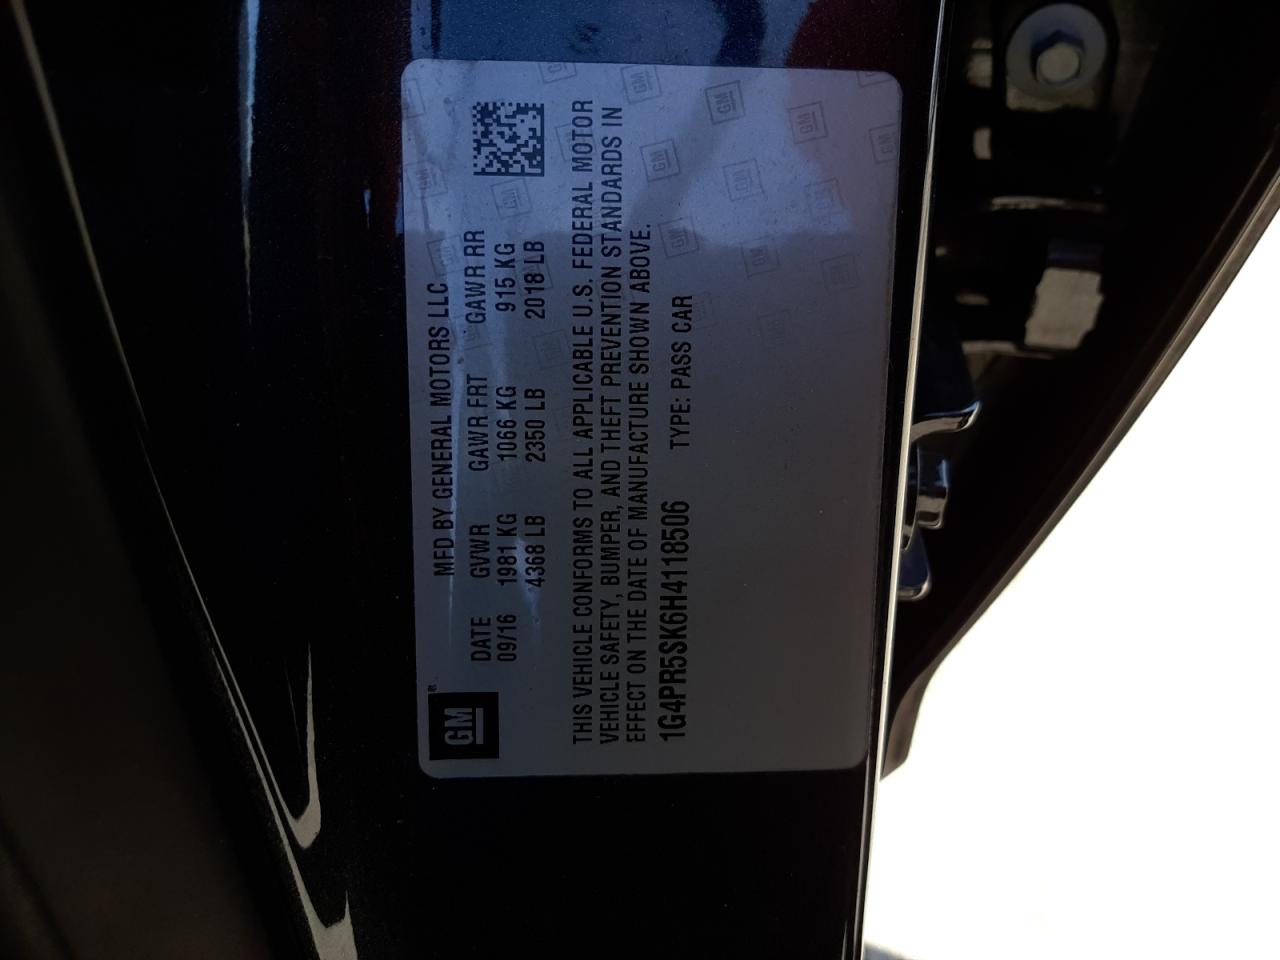 GM®
MFD BY GENERAL MOTORS LLC
DATE GVWR GAWR FRT GAWR RR
09/16 1981 KG 1066 KG 915 KG
4368 LB 2350 LB 2018 LB
THIS VEHICLE CONFORMS TO ALL APPLICABLE U.S. FEDERAL MOTOR
VEHICLE SAFETY, BUMPER, AND THEFT PREVENTION STANDARDS IN
EFFECT ON THE DATE OF MANUFACTURE SHOWN ABOVE.
1G4PR5SK6H4118506 TYPE: PASS CAR